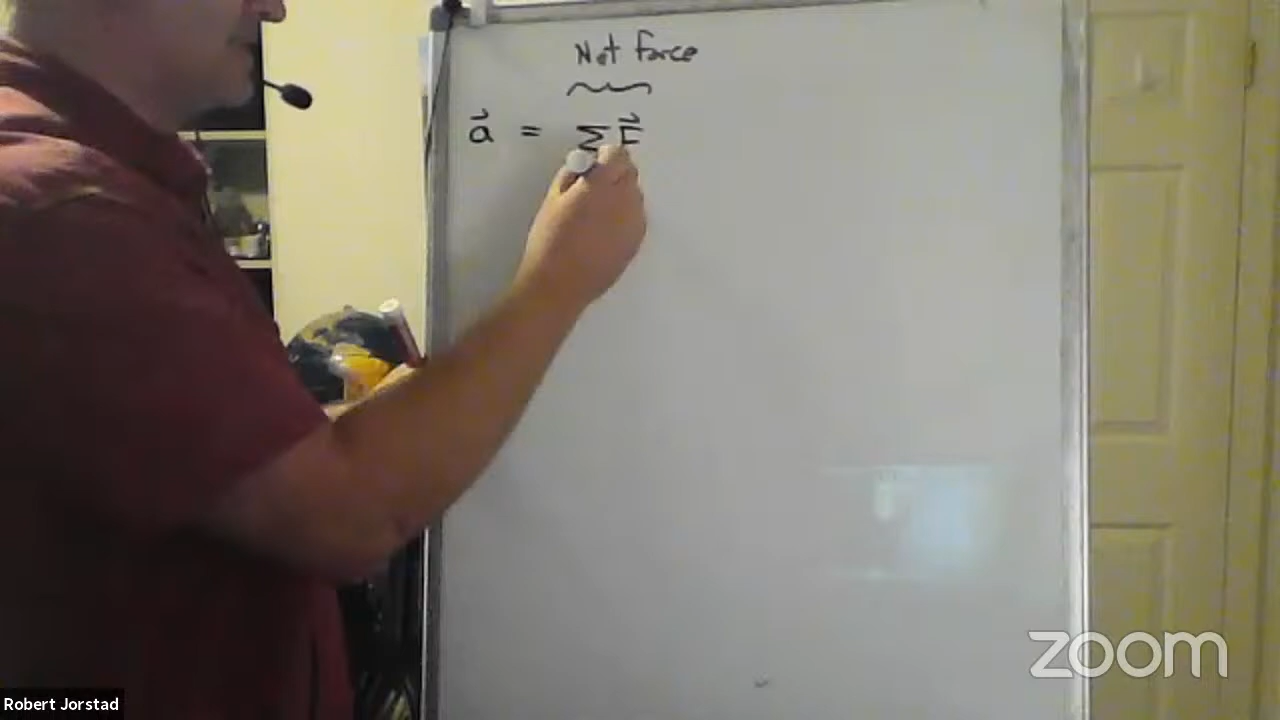 Net Force
a⃗ = ΣF⃗
zoom
Robert Jorstad